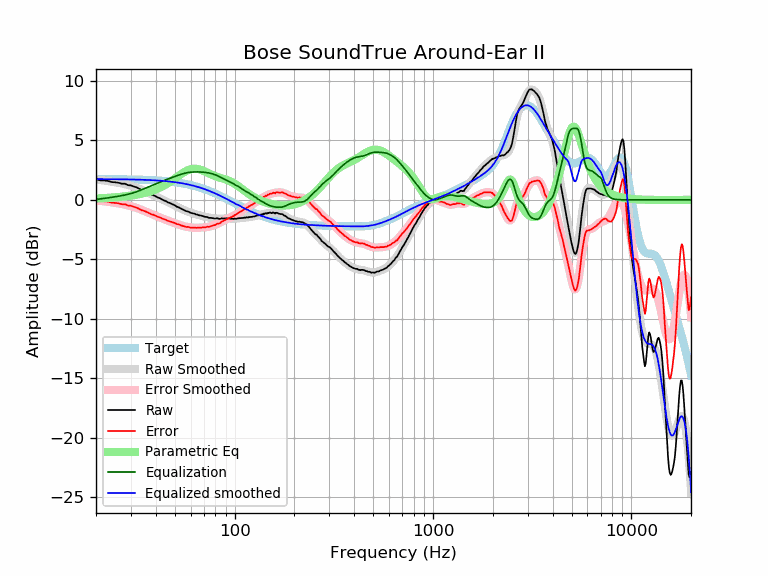 Bose SoundTrue Around-Ear II
10
5
0
−5
−10
−15
−20
−25
Amplitude (dBr)
Target
Raw Smoothed
Error Smoothed
Raw
Error
Parametric Eq
Equalization
Equalized smoothed
100
1000
10000
Frequency (Hz)